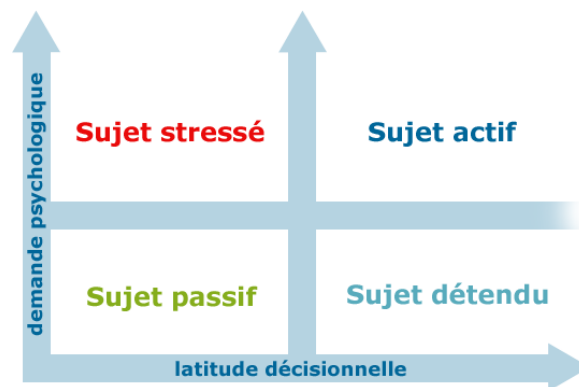 demande psychologique
Sujet stressé
Sujet actif
Sujet passif
Sujet détendu
latitude décisionnelle